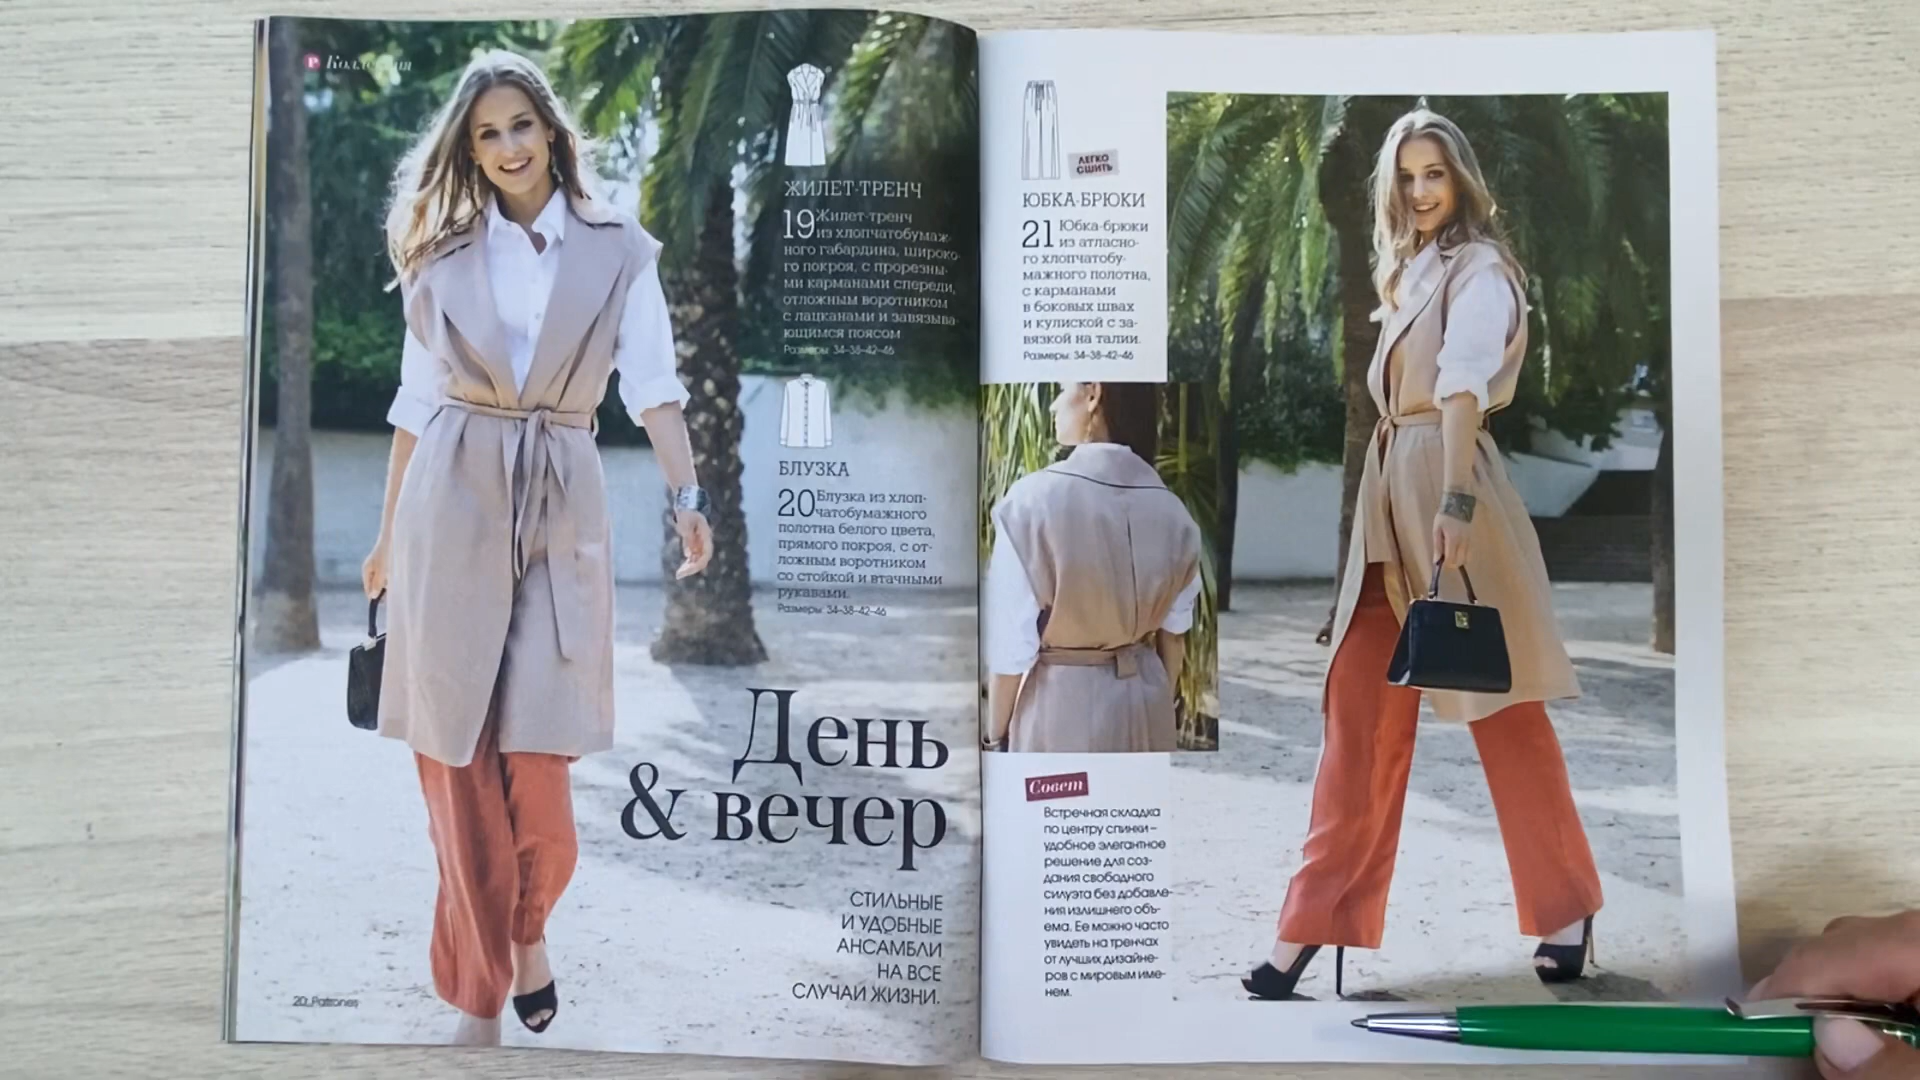 Коллекция
ЖИЛЕТ-ТРЕНЧ
19 Жилет-тренч
из хлопчатобумаж-
ного габардина, широко-
го покроя, с прорезны-
ми карманами спереди,
отложным воротником
с лацканами и завязыва-
ющимся поясом
Размеры: 34-38-42-46
БЛУЗКА
20 Блузка из хлоп-
чатобумажного
полотна белого цвета,
прямого покроя, с от-
ложным воротником
со стойкой и втачными
рукавами.
Размеры: 34-38-42-46
День
& вечер
СТИЛЬНЫЕ
И УДОБНЫЕ
АНСАМБЛИ
НА ВСЕ
СЛУЧАИ ЖИЗНИ.
20 Patrones
ЛЕГКО
СШИТЬ
ЮБКА-БРЮКИ
21 Юбка-брюки
из атласно-
го хлопчатобу-
мажного полотна,
с карманами
в боковых швах
и кулиской с за-
вязкой на талии.
Размеры: 34-38-42-46
Совет
Встречная складка
по центру спинки –
удобное элегантное
решение для соз-
дания свободного
силуэта без добавле-
ния излишнего объ-
ема. Ее можно часто
увидеть на тренчах
от лучших дизайне-
ров с мировым име-
нем.